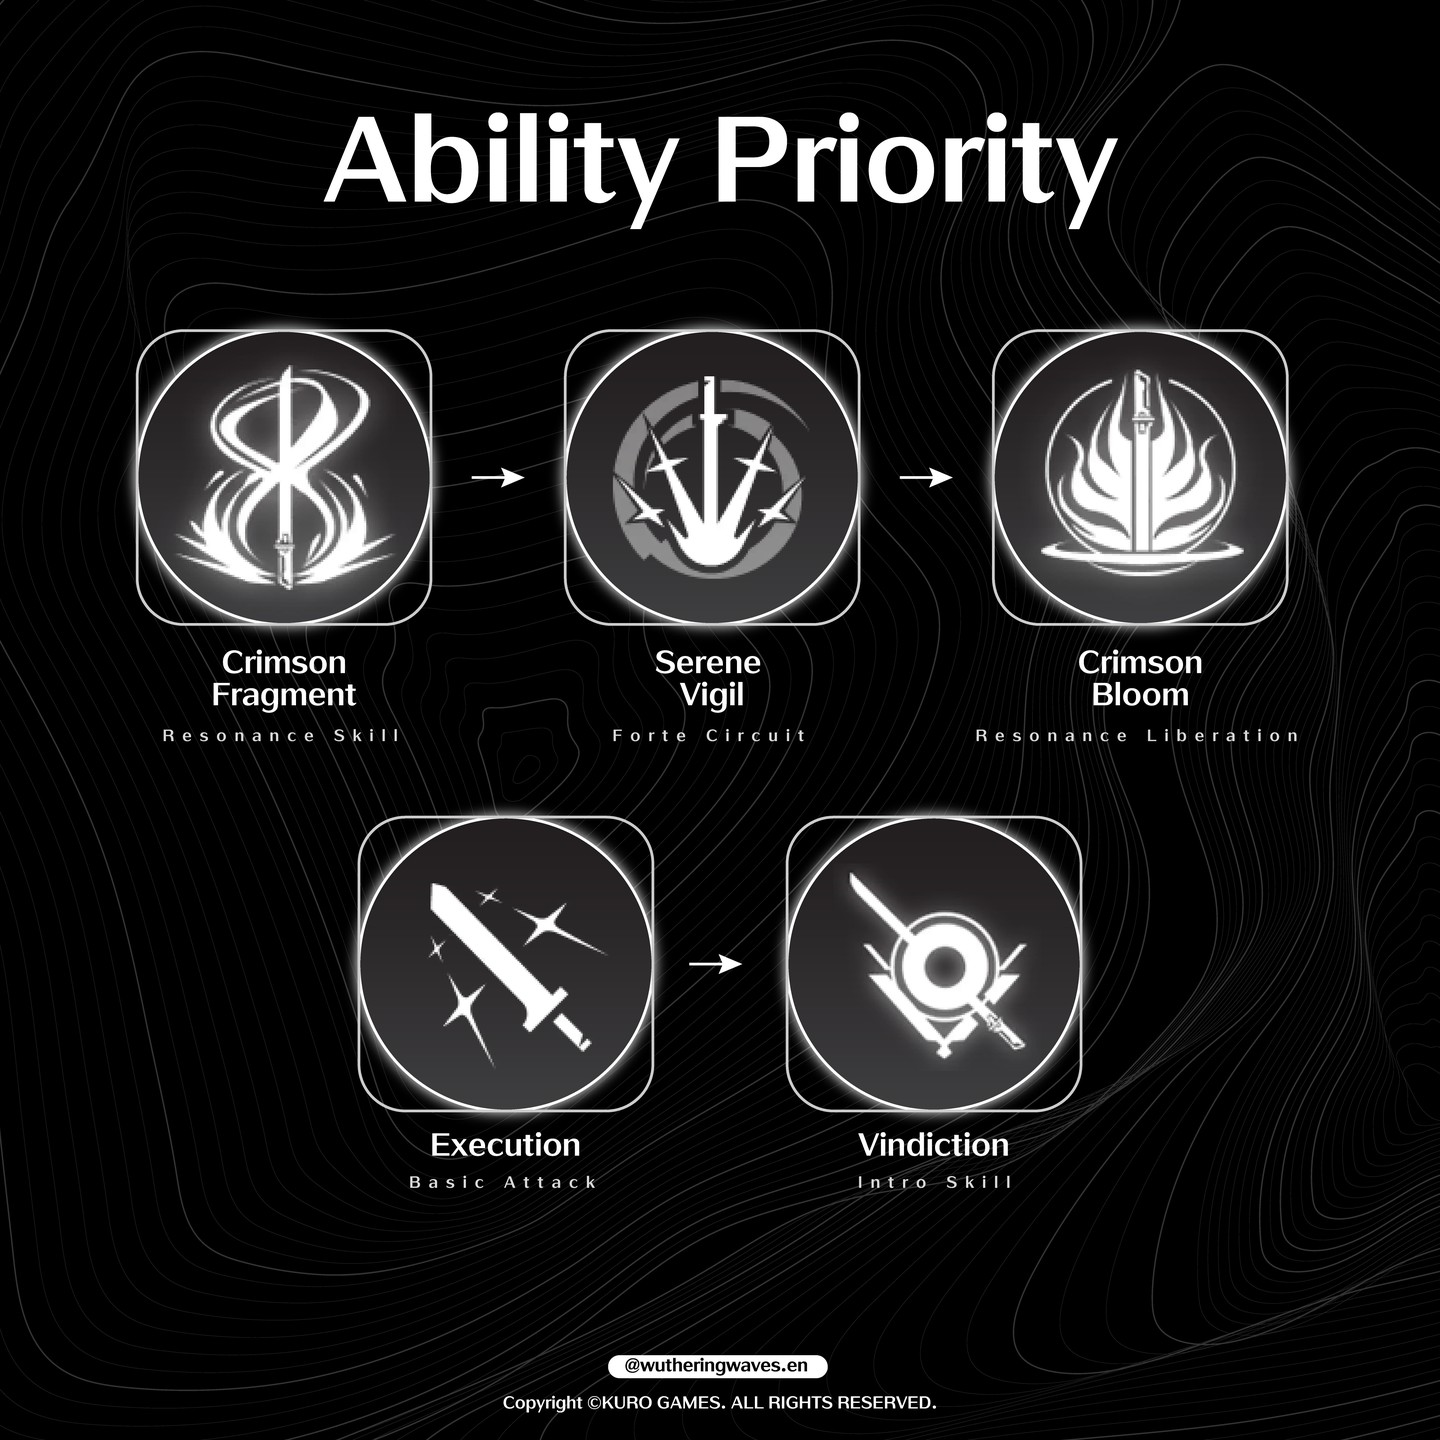 Ability Priority
Crimson
Fragment
Resonance Skill
Serene
Vigil
Forte Circuit
Crimson
Bloom
Resonance Liberation
Execution
Basic Attack
Vindiction
Intro Skill
@wutheringwaves.en
Copyright ©KURO GAMES. ALL RIGHTS RESERVED.